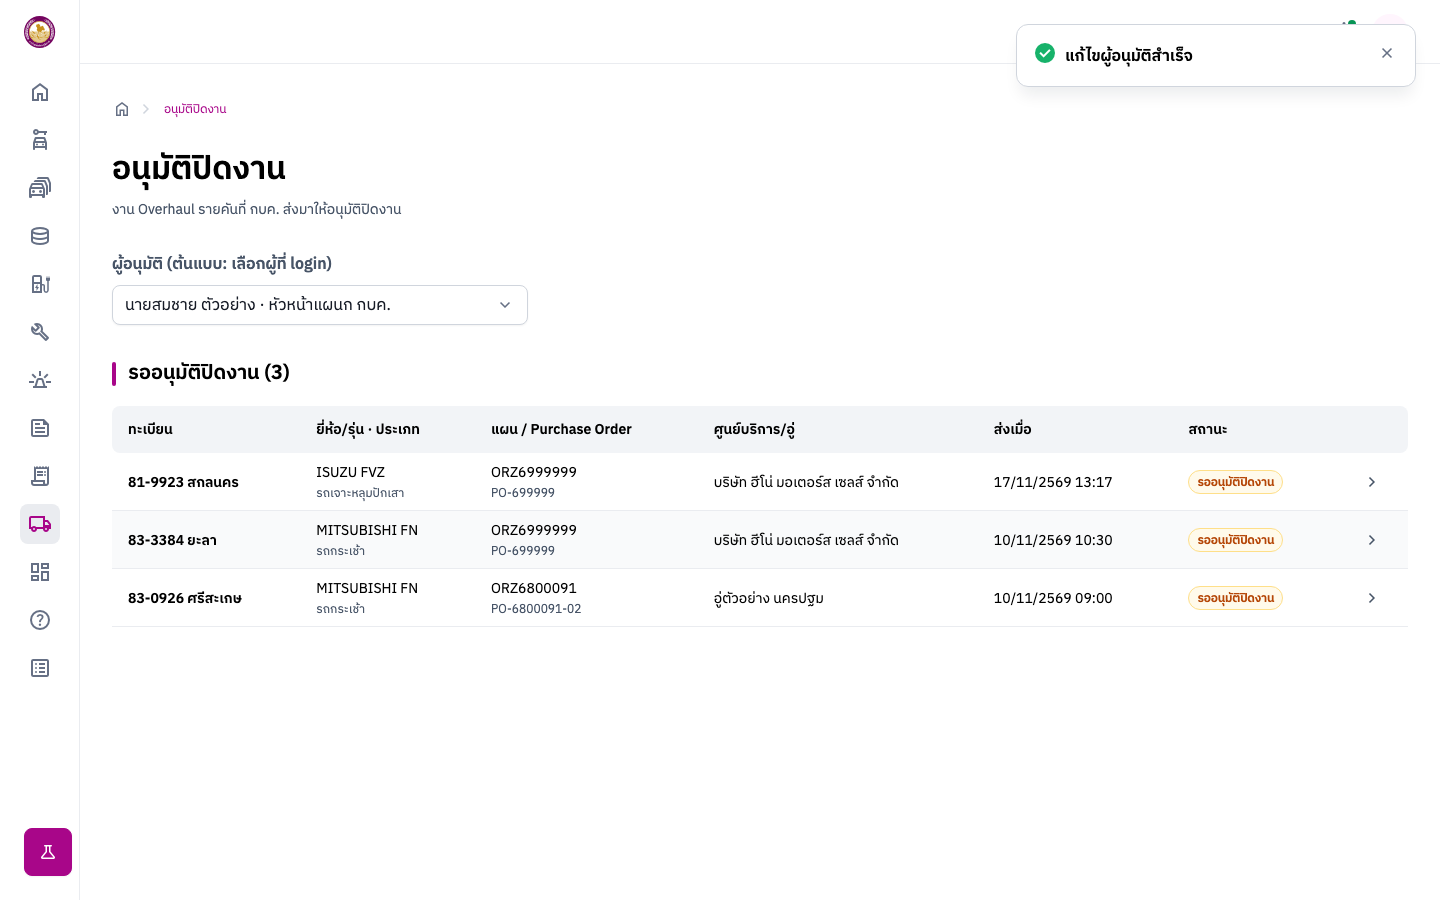 แก้ไขผู้อนุมัติสำเร็จ
อนุมัติปิดงาน
อนุมัติปิดงาน
งาน Overhaul รายคันที่ กบค. ส่งมาให้อนุมัติปิดงาน
ผู้อนุมัติ (ต้นแบบ: เลือกผู้ที่ login)
นายสมชาย ตัวอย่าง · หัวหน้าแผนก กบค.
รออนุมัติปิดงาน (3)
ทะเบียน ยี่ห้อ/รุ่น · ประเภท แผน / Purchase Order ศูนย์บริการ/อู่ ส่งเมื่อ สถานะ
81-9923 สกลนคร ISUZU FVZ ORZ6999999 บริษัท ฮีโน่ มอเตอร์ส เซลส์ จำกัด 17/11/2569 13:17 รออนุมัติปิดงาน
รถเจาะหลุมปักเสา PO-699999
83-3384 ยะลา MITSUBISHI FN ORZ6999999 บริษัท ฮีโน่ มอเตอร์ส เซลส์ จำกัด 10/11/2569 10:30 รออนุมัติปิดงาน
รถกระเช้า PO-699999
83-0926 ศรีสะเกษ MITSUBISHI FN ORZ6800091 อู่ตัวอย่าง นครปฐม 10/11/2569 09:00 รออนุมัติปิดงาน
รถกระเช้า PO-6800091-02